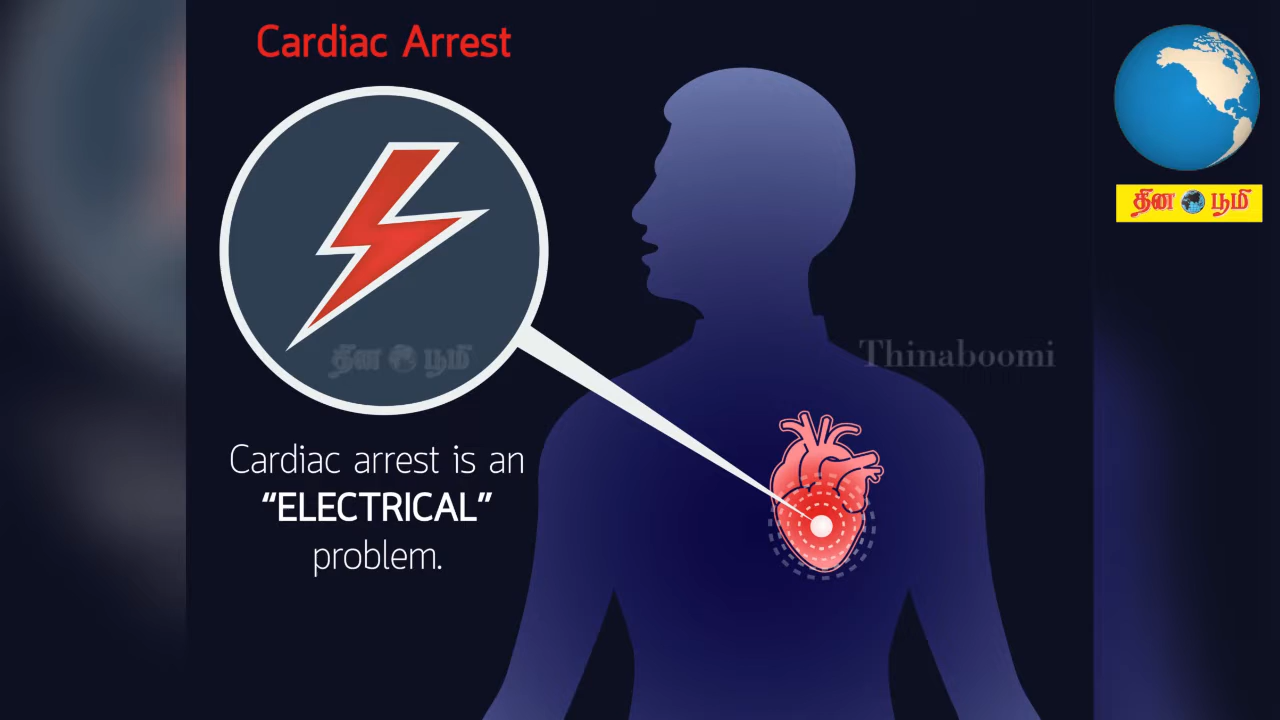 Cardiac Arrest
தின பூமி
தின பூமி
Thinaboomi
Cardiac arrest is an
“ELECTRICAL”
problem.